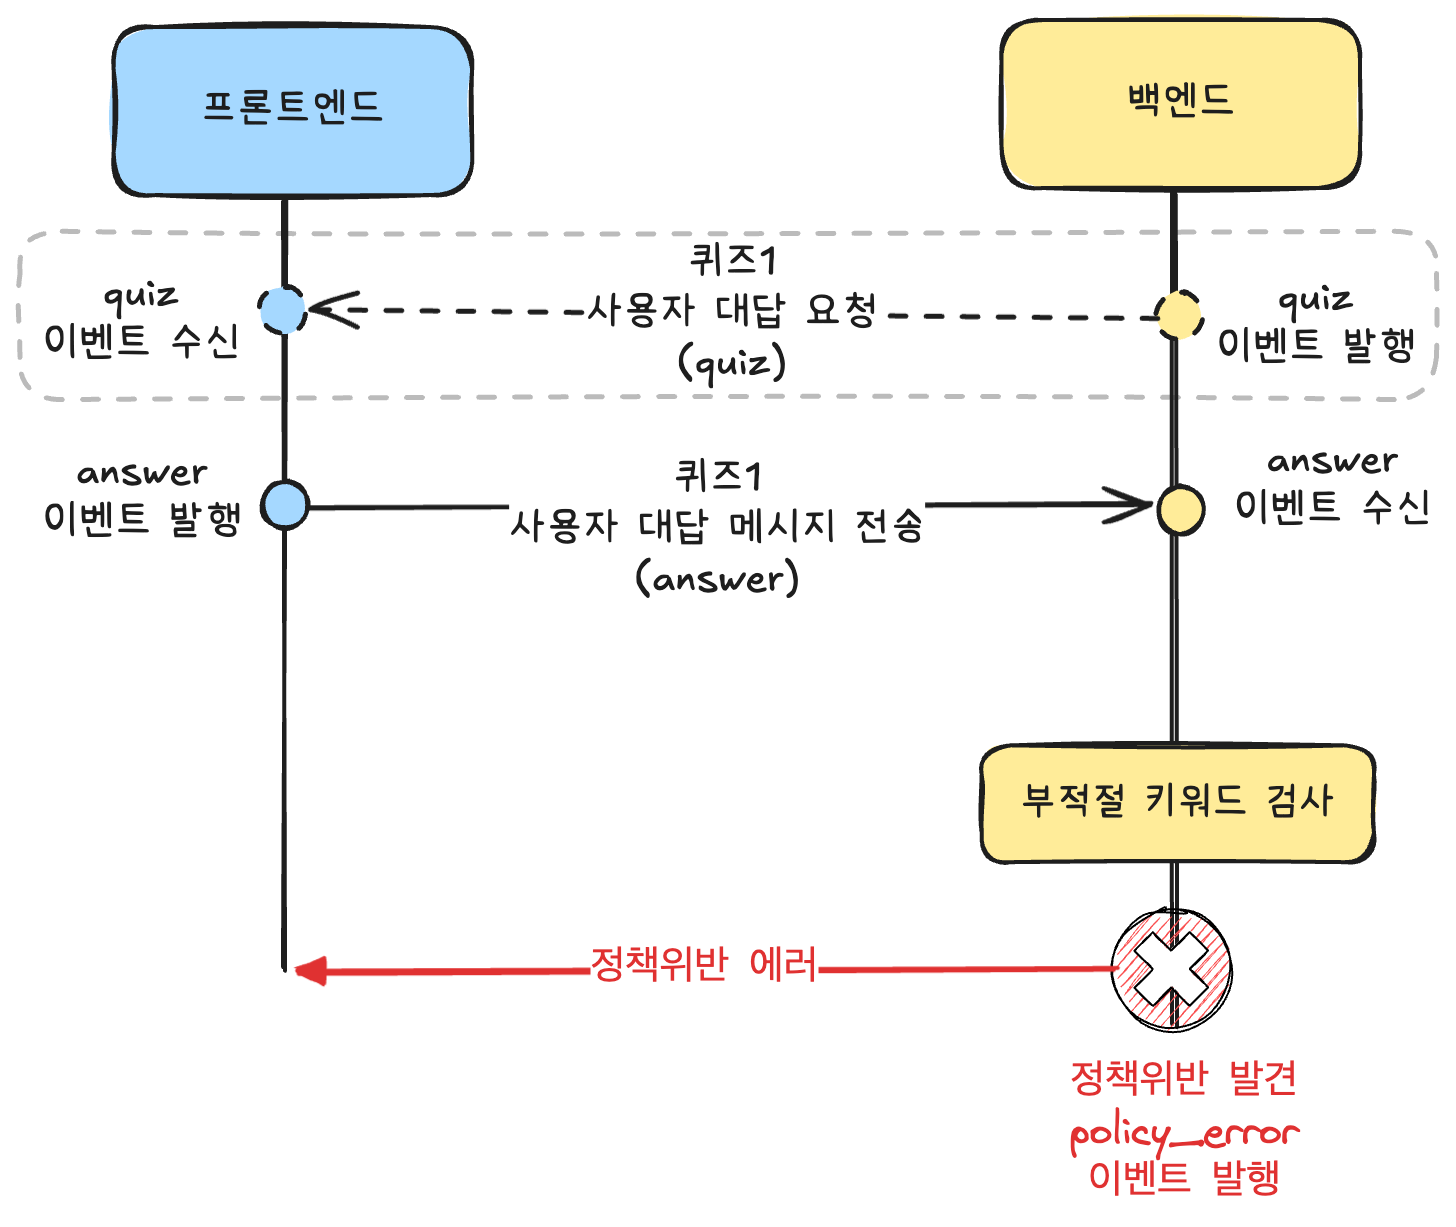 프론트엔드
백엔드
quiz
이벤트 수신
퀴즈1
사용자 대답 요청
(quiz)
quiz
이벤트 발행
answer
이벤트 발행
퀴즈1
사용자 대답 메시지 전송
(answer)
answer
이벤트 수신
부적절 키워드 검사
정책위반 에러
정책위반 발견
policy_error
이벤트 발행